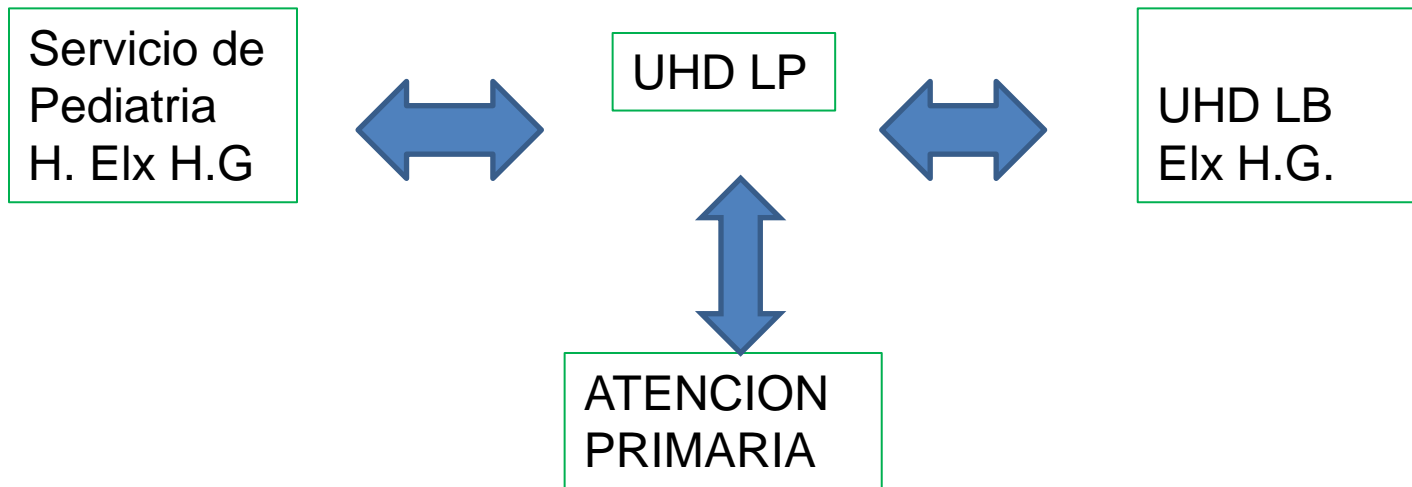 Servicio de
Pediatria
H. Elx H.G
UHD LP
UHD LB
Elx H.G.
ATENCION
PRIMARIA